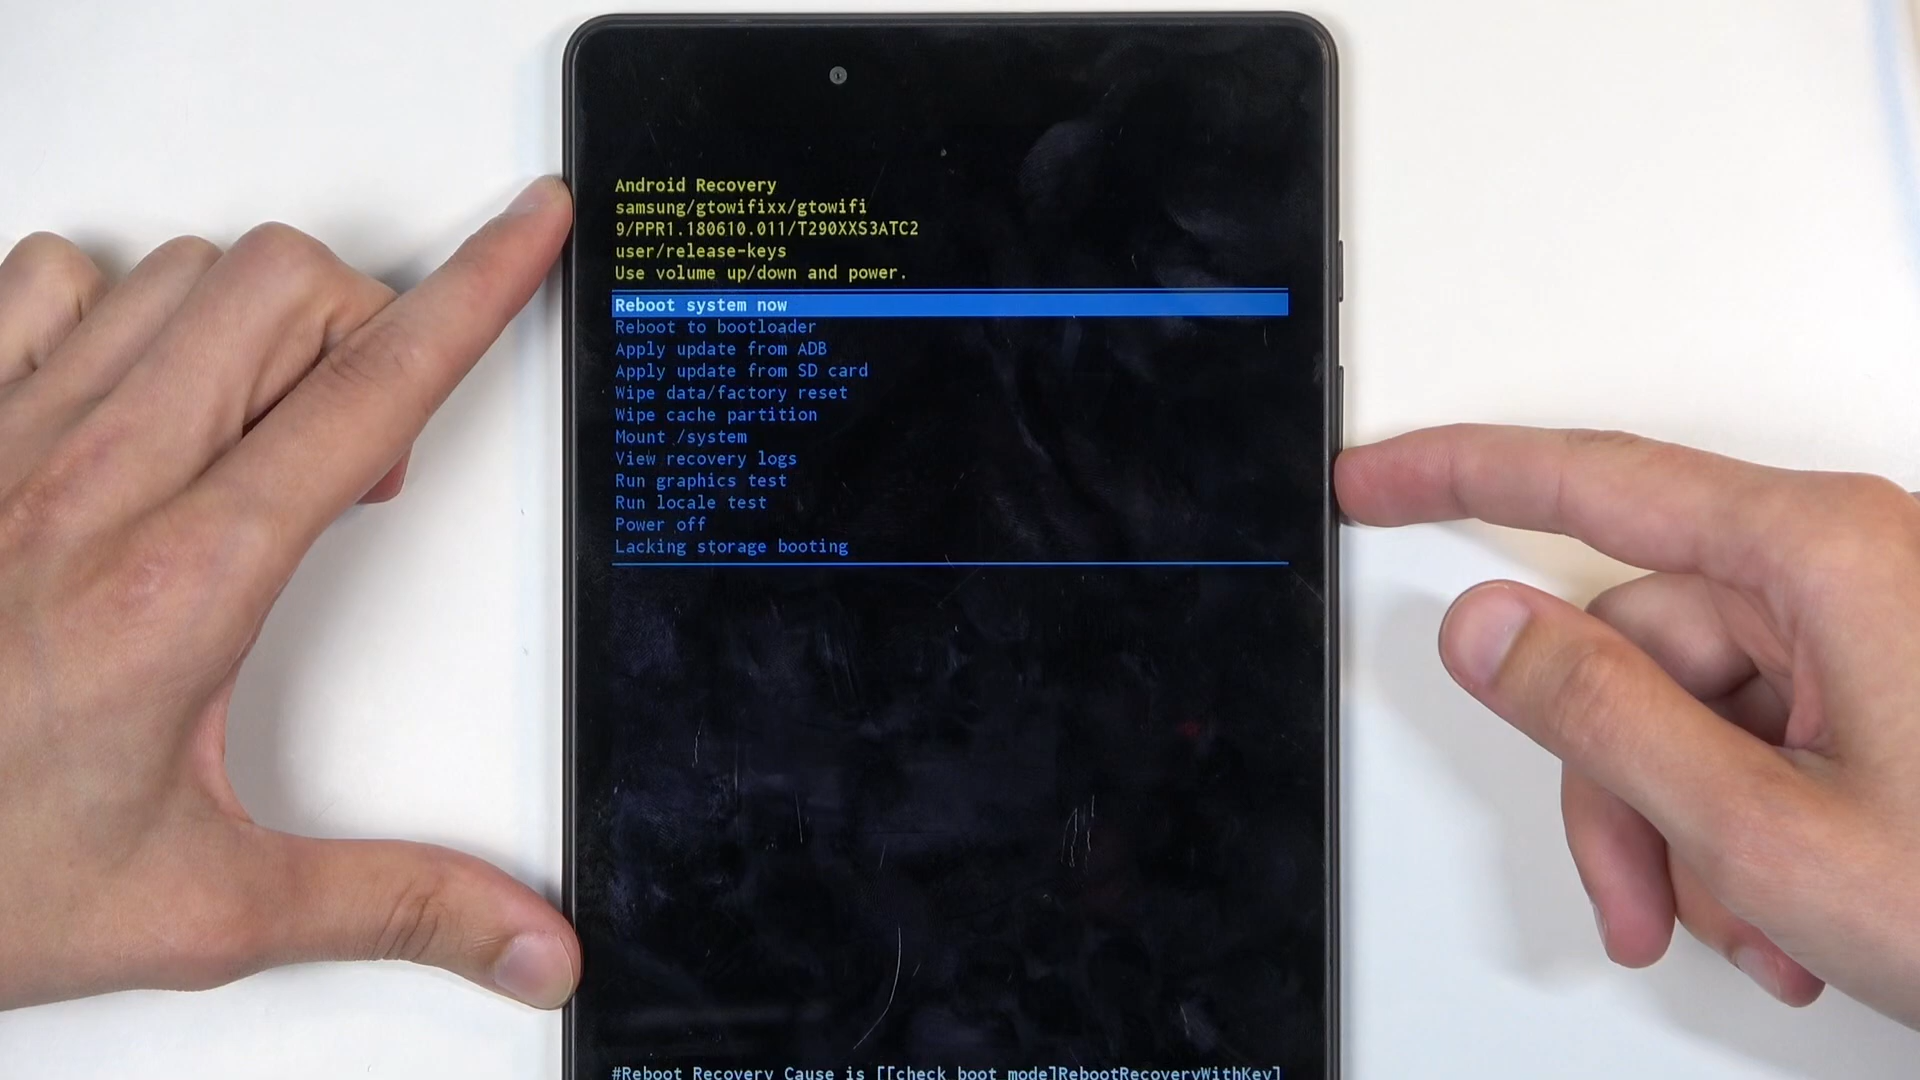 Android Recovery
samsung/gtowifixx/gtowifi
9/PPR1.180610.011/T290XXS3ATC2
user/release-keys
Use volume up/down and power.
Reboot system now
Reboot to bootloader
Apply update from ADB
Apply update from SD card
Wipe data/factory reset
Wipe cache partition
Mount /system
View recovery logs
Run graphics test
Run locale test
Power off
Lacking storage booting
#Reboot Recovery Cause is [[check_boot_mode]RebootRecoveryWithKey]